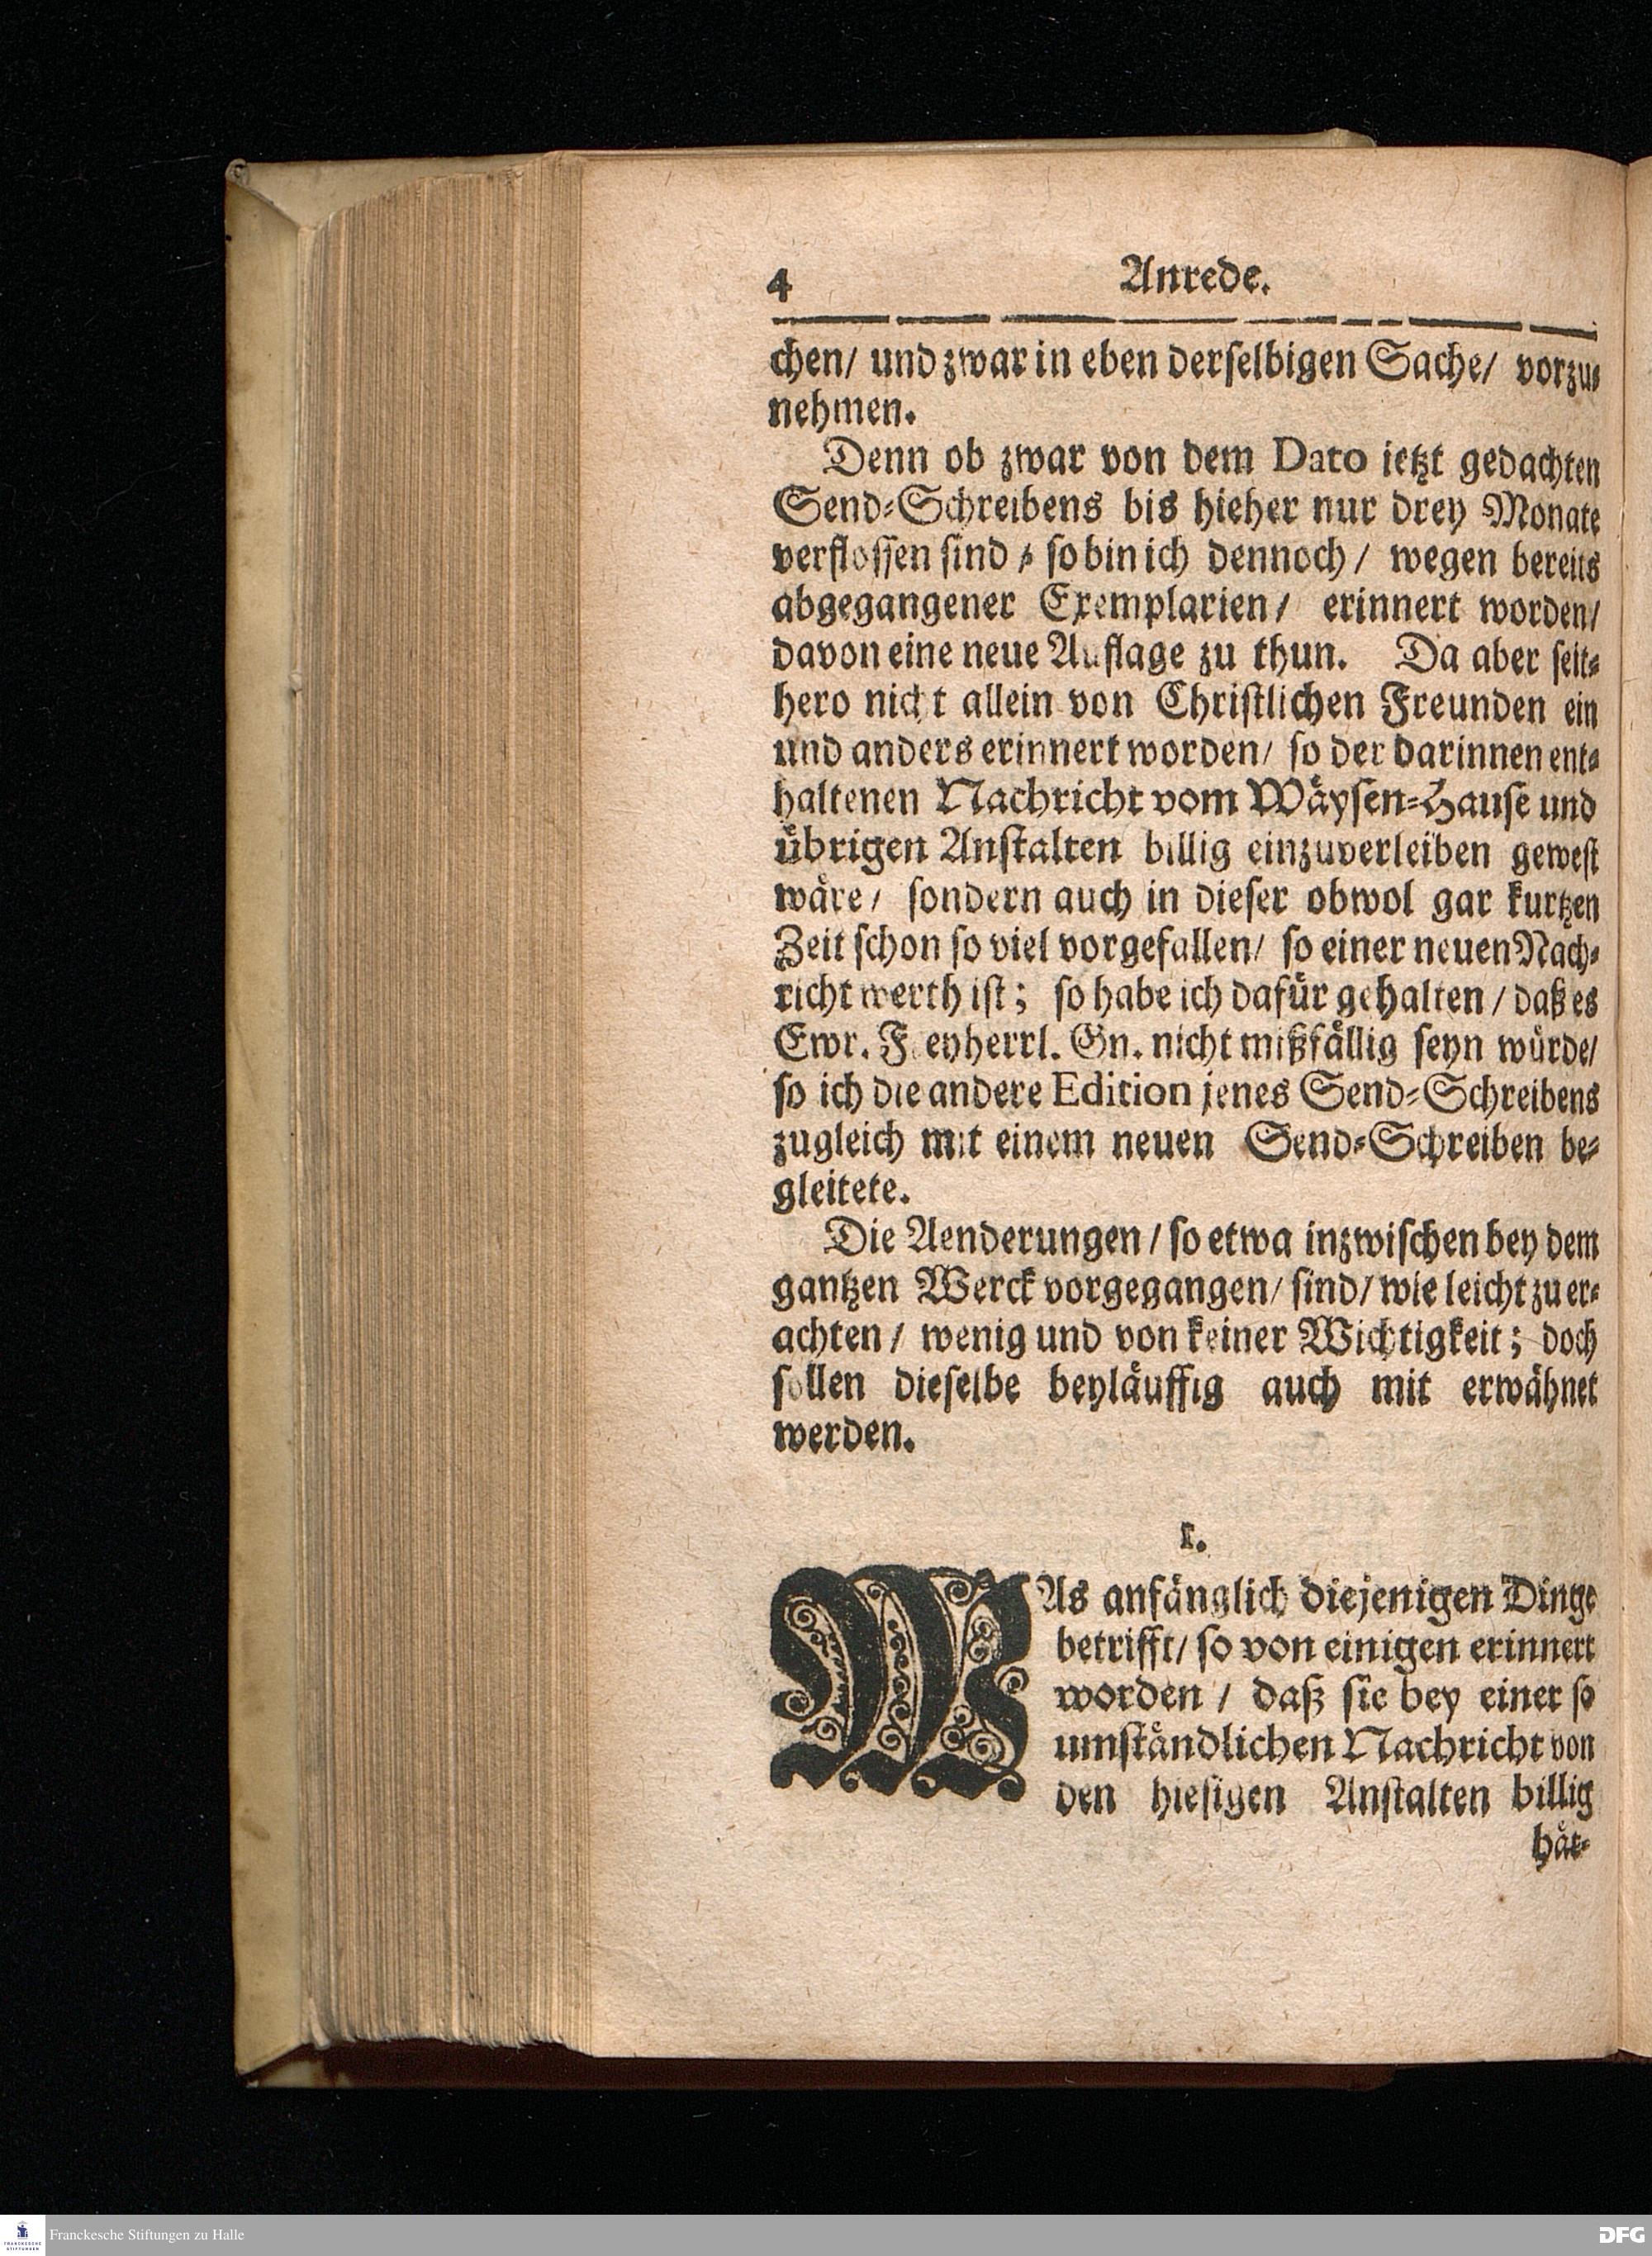 4 Anrede.
chen/ und zwar in eben derselbigen Sache/ vorzu⸗
nehmen.
Denn ob zwar von dem Dato ietzt gedachten
Send⸗Schreibens bis hieher nur drey Monate
verflossen sind / so bin ich dennoch / wegen bereits
abgegangener Exemplarien / erinnert worden/
davon eine neue Auflage zu thun. Da aber seit⸗
hero nicht allein von Christlichen Freunden ein
und anders erinnert worden/ so der darinnen ent⸗
haltenen Nachricht vom Wäysen⸗Hause und
übrigen Anstalten billig einzuverleiben gewest
wäre / sondern auch in dieser obwol gar kurtzen
Zeit schon so viel vorgefallen/ so einer neuen Nach⸗
richt werth ist; so habe ich dafür gehalten / daß es
Ewr. Freyherrl. Gn. nicht mißfällig seyn würde/
so ich die andere Edition jenes Send⸗Schreibens
zugleich mit einem neuen Send⸗Schreiben be⸗
gleitete.
Die Aenderungen / so etwa inzwischen bey dem
gantzen Werck vorgegangen/ sind/ wie leicht zu er⸗
achten / wenig und von keiner Wichtigkeit; doch
sollen dieselbe beyläuffig auch mit erwähnet
werden.
I.
WAs anfänglich diejenigen Dinge
betrifft/ so von einigen erinnert
worden / daß sie bey einer so
umständlichen Nachricht von
den hiesigen Anstalten billig
hät⸗
FRANCKESCHE STIFTUNGEN
Franckesche Stiftungen zu Halle
DFG